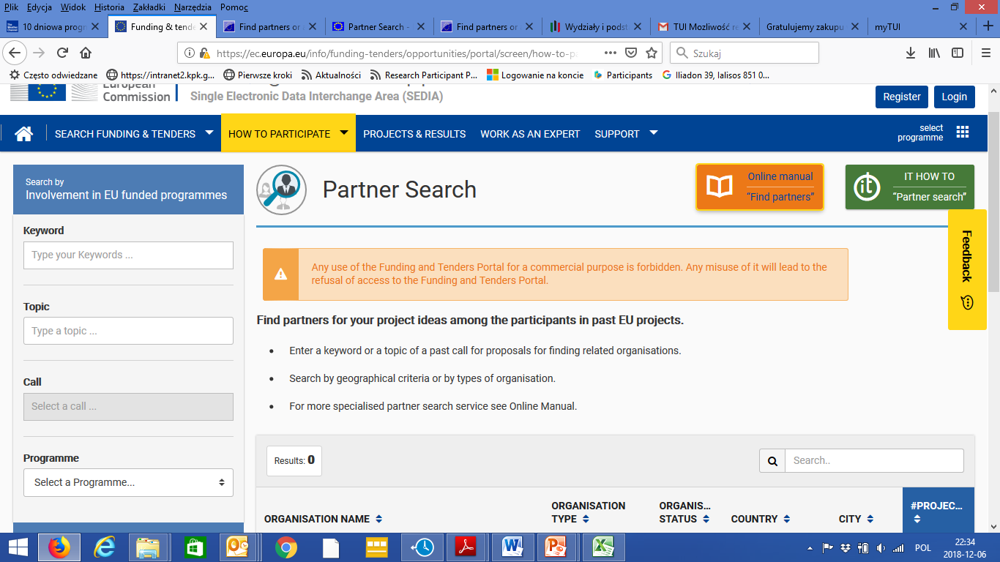 Plik Edycja Widok Historia Zakładki Narzędzia Pomoc
10 dniowa prog
Funding & tende
Find partners or
Partner Search -
Find partners or
Wydziały i podst
TUI Mozliwość re
Gratulujemy zakupu
myTUI
https://ec.europa.eu/info/funding-tenders/opportunities/portal/screen/how-to-pa
Szukaj
Często odwiedzane
https://intranet2.kpk.g...
Pierwsze kroki
Aktualności
Research Participant P...
Logowanie na koncie
Participants
Iliadon 39, Ialisos 851 0...
European
Commission
Single Electronic Data Interchange Area (SEDIA)
Register
Login
SEARCH FUNDING & TENDERS
HOW TO PARTICIPATE
PROJECTS & RESULTS
WORK AS AN EXPERT
SUPPORT
select
programme
Search by
Involvement in EU funded programmes
Keyword
Type your Keywords ...
Topic
Type a topic ...
Call
Select a call ...
Programme
Select a Programme...
Partner Search
Online manual
“Find partners”
it
IT HOW TO
“Partner search”
Feedback
Any use of the Funding and Tenders Portal for a commercial purpose is forbidden. Any misuse of it will lead to the
refusal of access to the Funding and Tenders Portal.
Find partners for your project ideas among the participants in past EU projects.
• Enter a keyword or a topic of a past call for proposals for finding related organisations.
• Search by geographical criteria or by types of organisation.
• For more specialised partner search service see Online Manual.
Results: 0
Search..
ORGANISATION NAME
ORGANISATION
TYPE
ORGANIS...
STATUS
COUNTRY
CITY
#PROJEC...
POL
22:34
2018-12-06